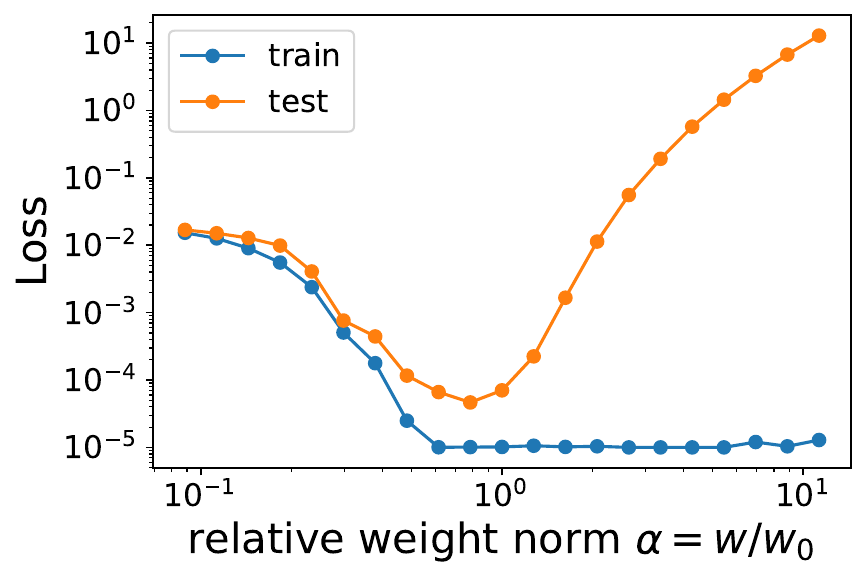 train
test
10¹
10⁰
10⁻¹
10⁻²
10⁻³
10⁻⁴
10⁻⁵
Loss
10⁻¹ 10⁰ 10¹
relative weight norm α = w/w₀